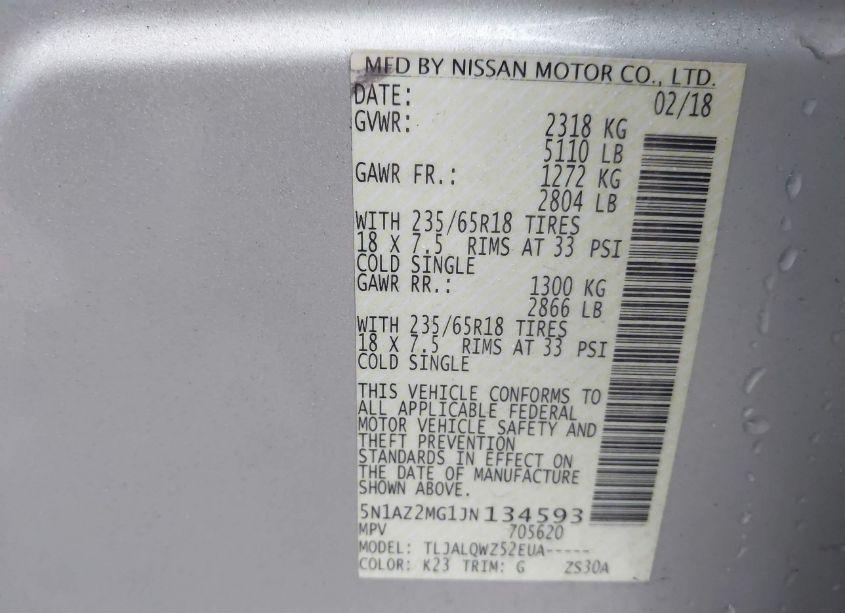 MFD BY NISSAN MOTOR CO., LTD.
DATE: 02/18
GVWR: 2318 KG
5110 LB
GAWR FR.: 1272 KG
2804 LB
WITH 235/65R18 TIRES
18 X 7.5 RIMS AT 33 PSI
COLD SINGLE
GAWR RR.: 1300 KG
2866 LB
WITH 235/65R18 TIRES
18 X 7.5 RIMS AT 33 PSI
COLD SINGLE
THIS VEHICLE CONFORMS TO
ALL APPLICABLE FEDERAL
MOTOR VEHICLE SAFETY AND
THEFT PREVENTION
STANDARDS IN EFFECT ON
THE DATE OF MANUFACTURE
SHOWN ABOVE.
5N1AZ2MG1JN134593
MPV 705620
MODEL: TLJALQWZ52EUA-----
COLOR: K23 TRIM: G ZS30A